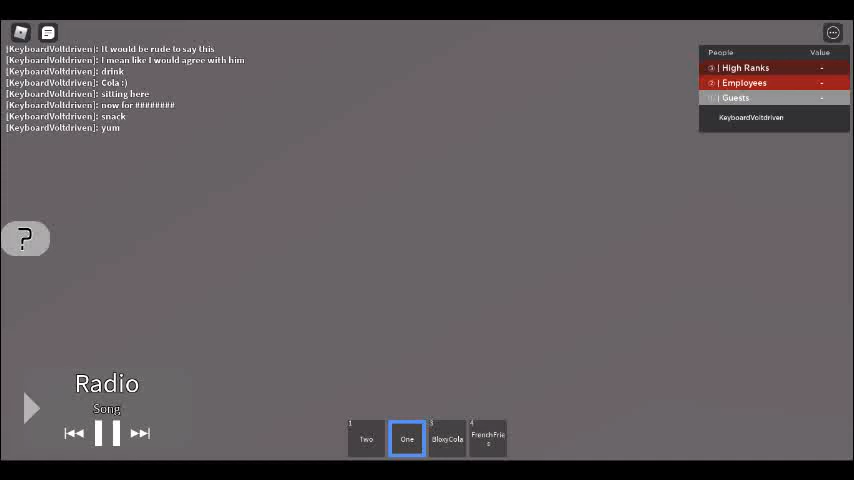 [KeyboardVoltdriven]: It would be rude to say this
[KeyboardVoltdriven]: I mean like I would agree with him
[KeyboardVoltdriven]: drink
[KeyboardVoltdriven]: Cola :)
[KeyboardVoltdriven]: sitting here
[KeyboardVoltdriven]: now for ########
[KeyboardVoltdriven]: snack
[KeyboardVoltdriven]: yum
People Value
| High Ranks -
| Employees -
| Guests -
KeyboardVoltdriven
?
Radio
Song
1
Two
One
3
BloxyCola
4
FrenchFrie
s